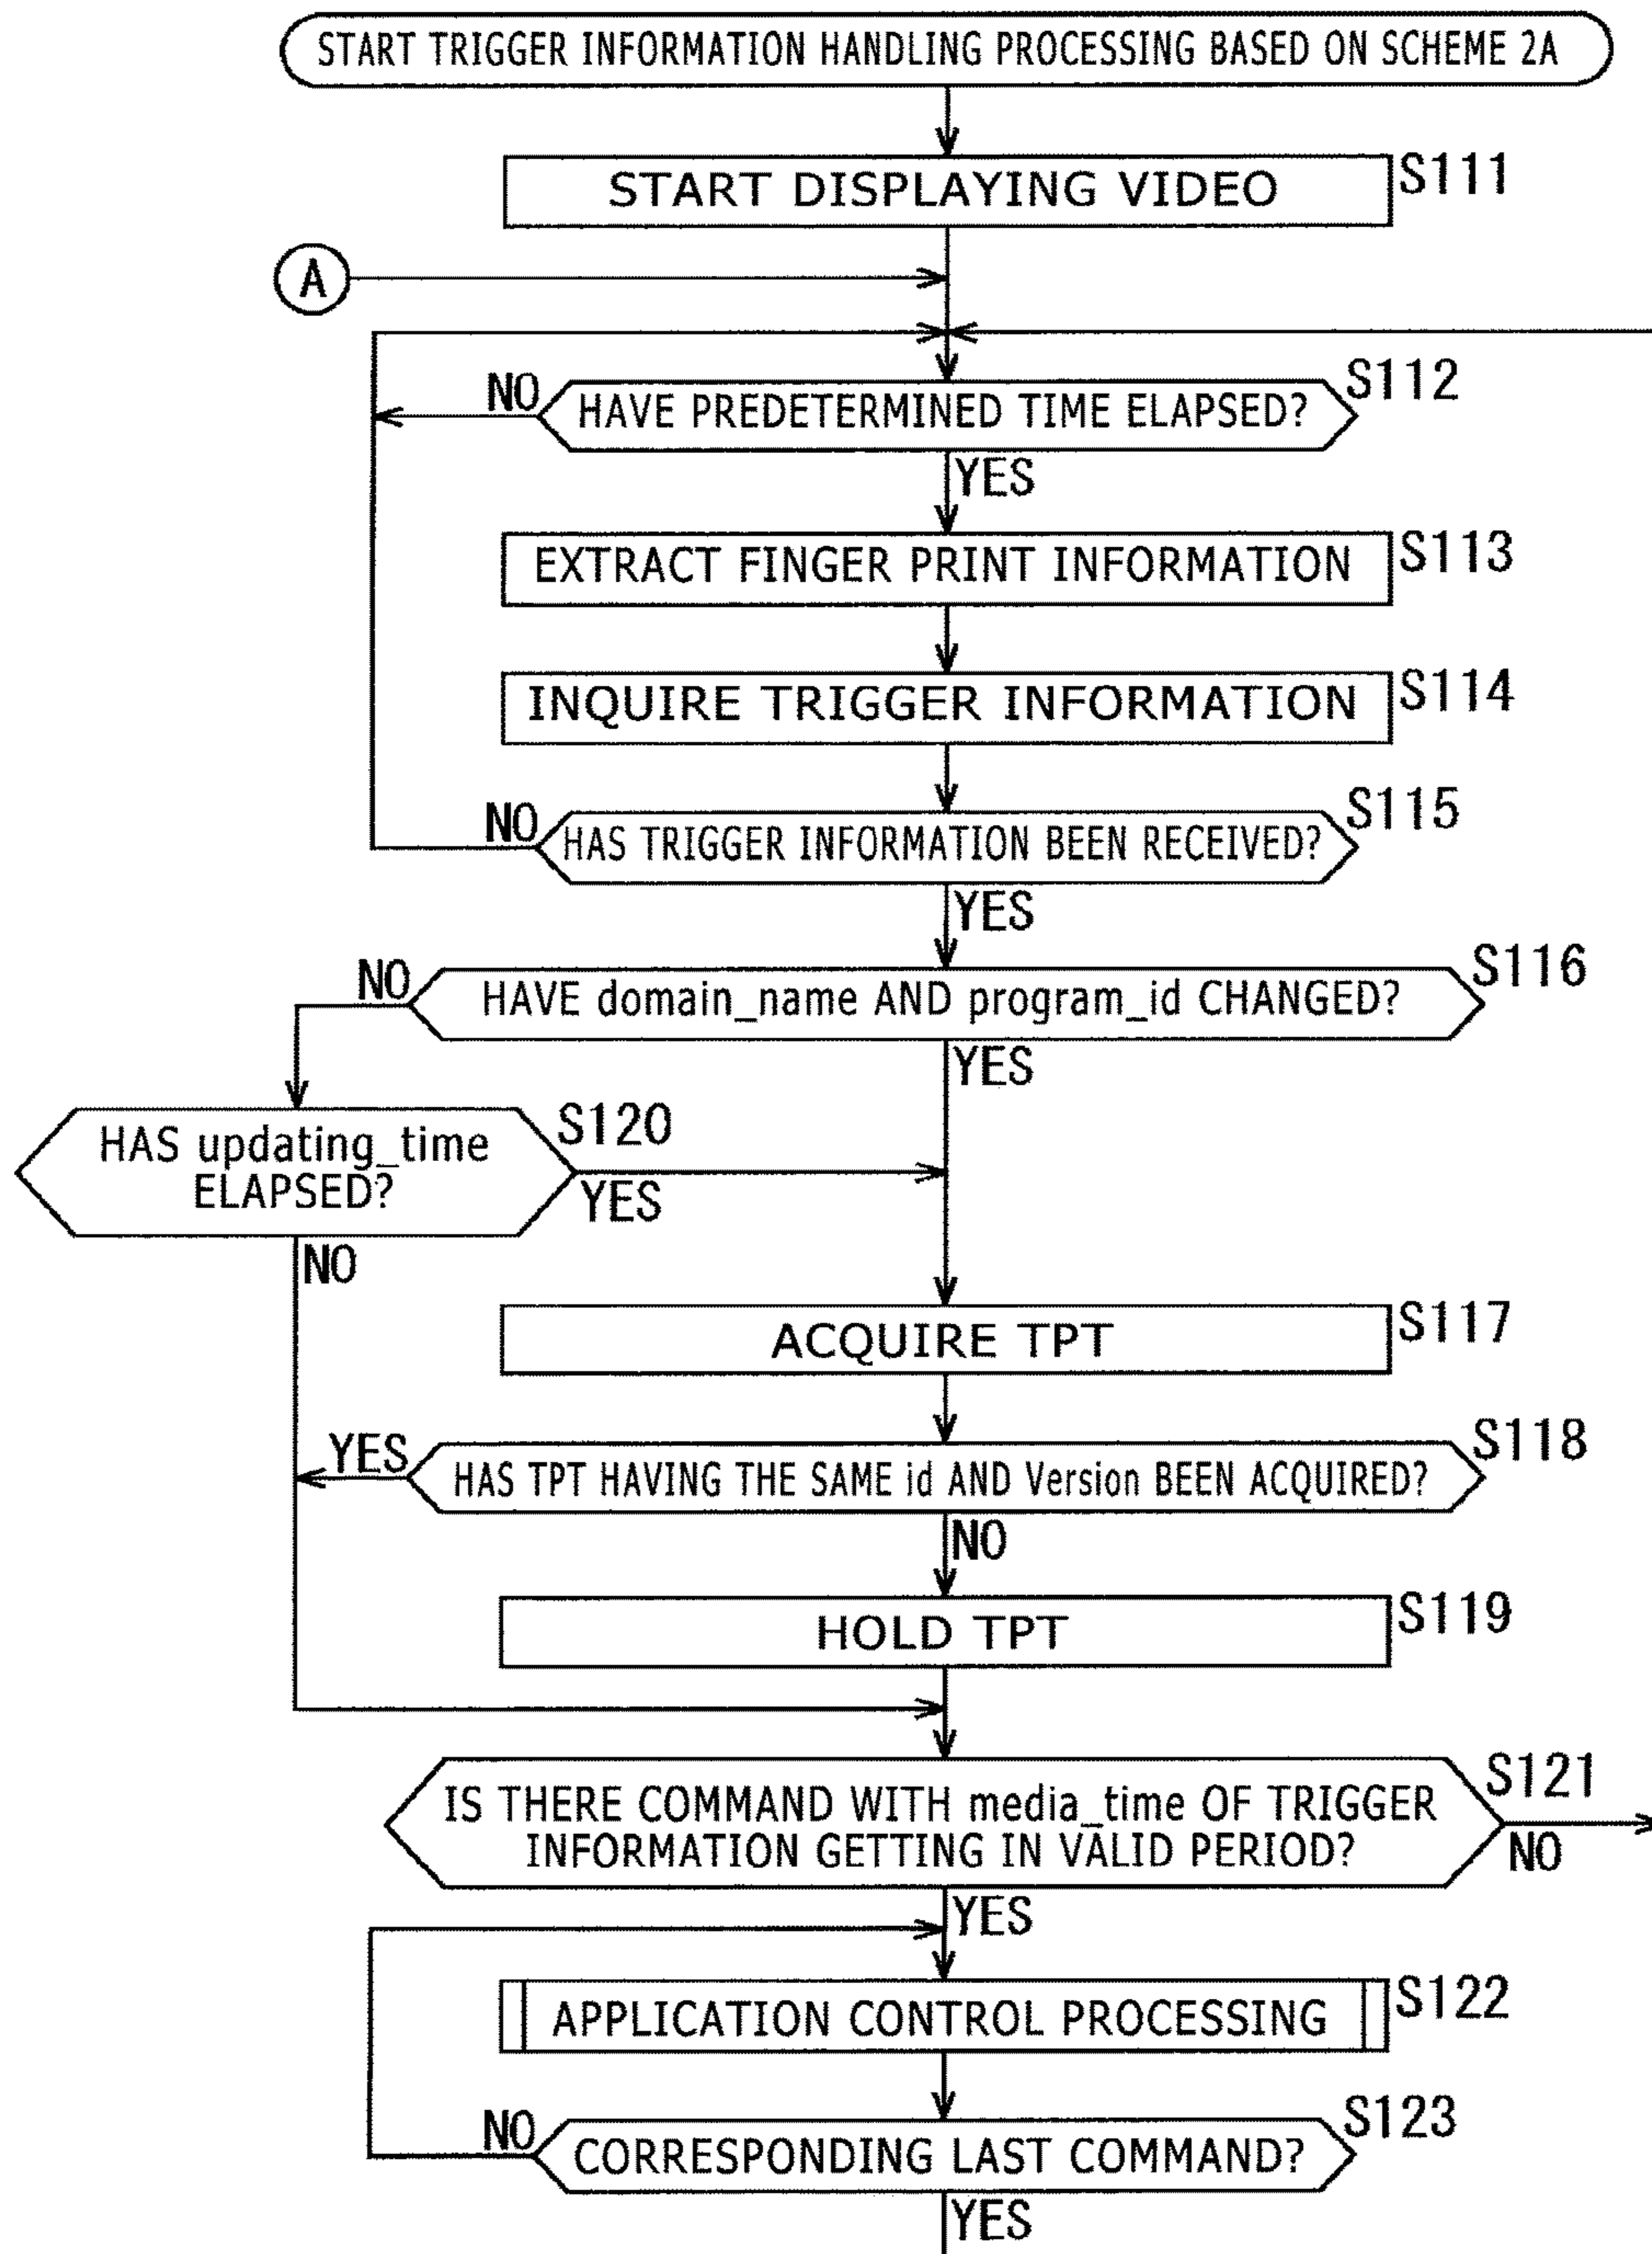 START TRIGGER INFORMATION HANDLING PROCESSING BASED ON SCHEME 2A
START DISPLAYING VIDEO
S111
A
NO
HAVE PREDETERMINED TIME ELAPSED?
S112
YES
EXTRACT FINGER PRINT INFORMATION
S113
INQUIRE TRIGGER INFORMATION
S114
NO
HAS TRIGGER INFORMATION BEEN RECEIVED?
S115
YES
NO
HAVE domain_name AND program_id CHANGED?
S116
YES
HAS updating_time
ELAPSED?
S120
YES
NO
ACQUIRE TPT
S117
YES
HAS TPT HAVING THE SAME id AND Version BEEN ACQUIRED?
S118
NO
HOLD TPT
S119
IS THERE COMMAND WITH media_time OF TRIGGER
INFORMATION GETTING IN VALID PERIOD?
S121
NO
YES
APPLICATION CONTROL PROCESSING
S122
NO
CORRESPONDING LAST COMMAND?
S123
YES